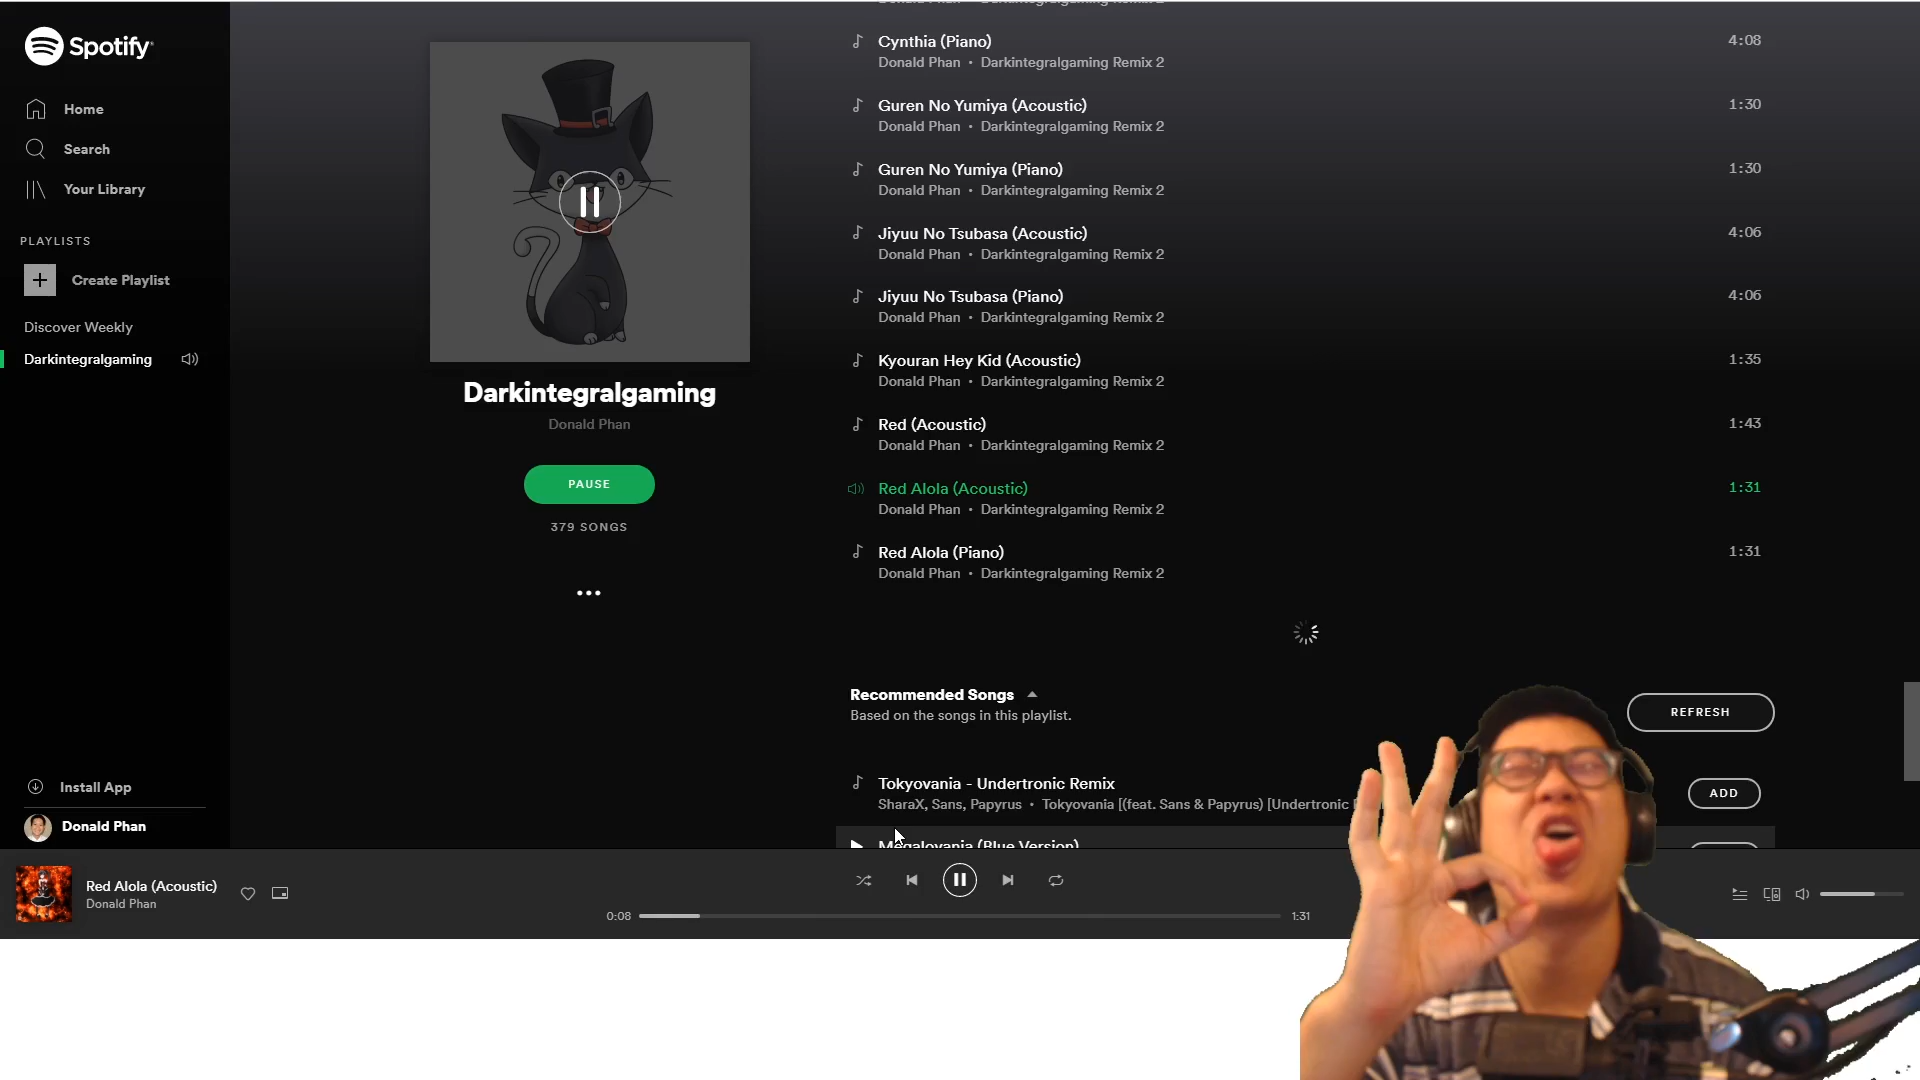 Spotify
Home
Search
Your Library
PLAYLISTS
Create Playlist
Discover Weekly
Darkintegralgaming
Install App
Donald Phan
Darkintegralgaming
Donald Phan
PAUSE
379 SONGS
Cynthia (Piano) 4:08
Donald Phan • Darkintegralgaming Remix 2
Guren No Yumiya (Acoustic) 1:30
Donald Phan • Darkintegralgaming Remix 2
Guren No Yumiya (Piano) 1:30
Donald Phan • Darkintegralgaming Remix 2
Jiyuu No Tsubasa (Acoustic) 4:06
Donald Phan • Darkintegralgaming Remix 2
Jiyuu No Tsubasa (Piano) 4:06
Donald Phan • Darkintegralgaming Remix 2
Kyouran Hey Kid (Acoustic) 1:35
Donald Phan • Darkintegralgaming Remix 2
Red (Acoustic) 1:43
Donald Phan • Darkintegralgaming Remix 2
Red Alola (Acoustic) 1:31
Donald Phan • Darkintegralgaming Remix 2
Red Alola (Piano) 1:31
Donald Phan • Darkintegralgaming Remix 2
Recommended Songs
Based on the songs in this playlist.
REFRESH
Tokyovania - Undertronic Remix
SharaX, Sans, Papyrus • Tokyovania [(feat. Sans & Papyrus) [Undertronic
ADD
Megalovania (Blue Version)
Red Alola (Acoustic)
Donald Phan
0:08
1:31